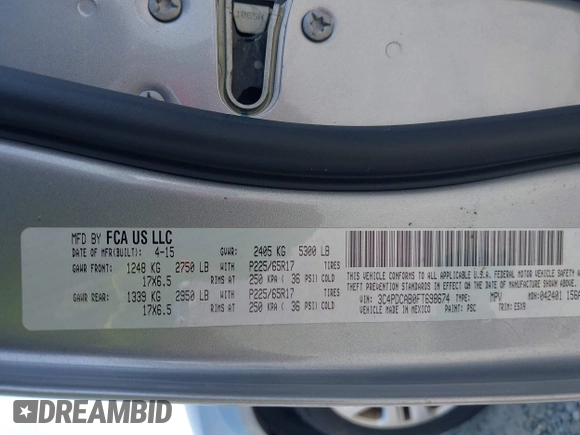 MFD BY FCA US LLC
DATE OF MFR(BUILT): 4-15 GVWR: 2405 KG 5300 LB
GAWR FRONT: 1248 KG 2750 LB WITH P225/65R17 TIRES
17X6.5 RIMS AT 250 KPA ( 36 PSI) COLD
GAWR REAR: 1339 KG 2950 LB WITH P225/65R17 TIRES
17X6.5 RIMS AT 250 KPA ( 36 PSI) COLD
THIS VEHICLE COMPLIES TO ALL APPLICABLE U.S.A. FEDERAL MOTOR VEHICLE SAFETY
THEFT PREVENTION STANDARDS IN EFFECT ON THE DATE OF MANUFACTURE SHOWN ABOVE.
VIN: 3C4PDCAB0FT698674 TYPE: MPV MDH: 042401
VEHICLE MADE IN MEXICO PAINT: PSC TRIM:
DREAMBID